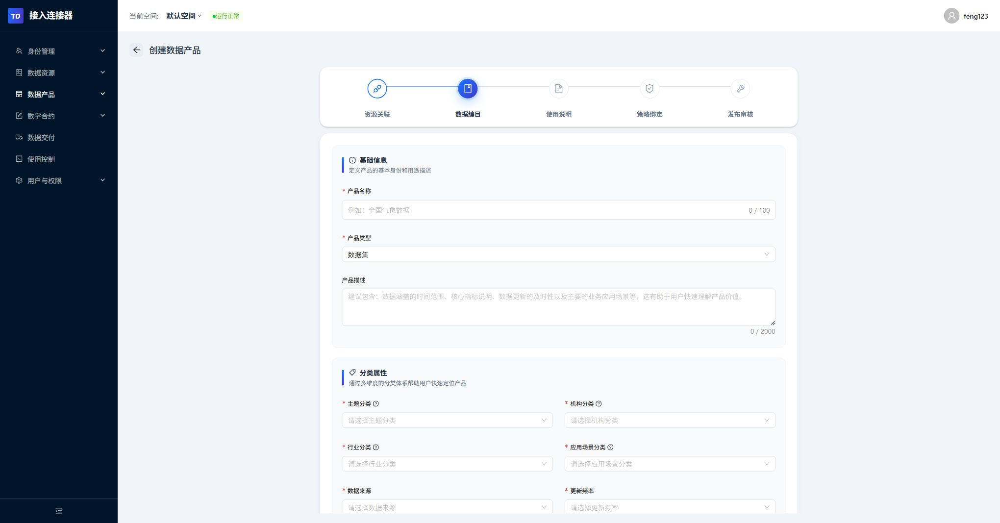 TD 接入连接器
当前空间: 默认空间 运行正常
feng123
身份管理
数据资源
数据产品
数字合约
数据交付
使用控制
用户与权限
创建数据产品
资源关联
数据编目
使用说明
策略绑定
发布审核
基础信息
定义产品的基本身份和用途描述
* 产品名称
例如：全国气象数据
0 / 100
* 产品类型
数据集
产品描述
建议包含：数据涵盖的时间范围、核心指标说明、数据更新的及时性以及主要的业务应用场景等，这有助于用户快速理解产品价值。
0 / 2000
分类属性
通过多维度的分类体系帮助用户快速定位产品
* 主题分类
请选择主题分类
* 机构分类
请选择机构分类
* 行业分类
请选择行业分类
* 应用场景分类
请选择应用场景分类
* 数据来源
请选择数据来源
* 更新频率
请选择更新频率